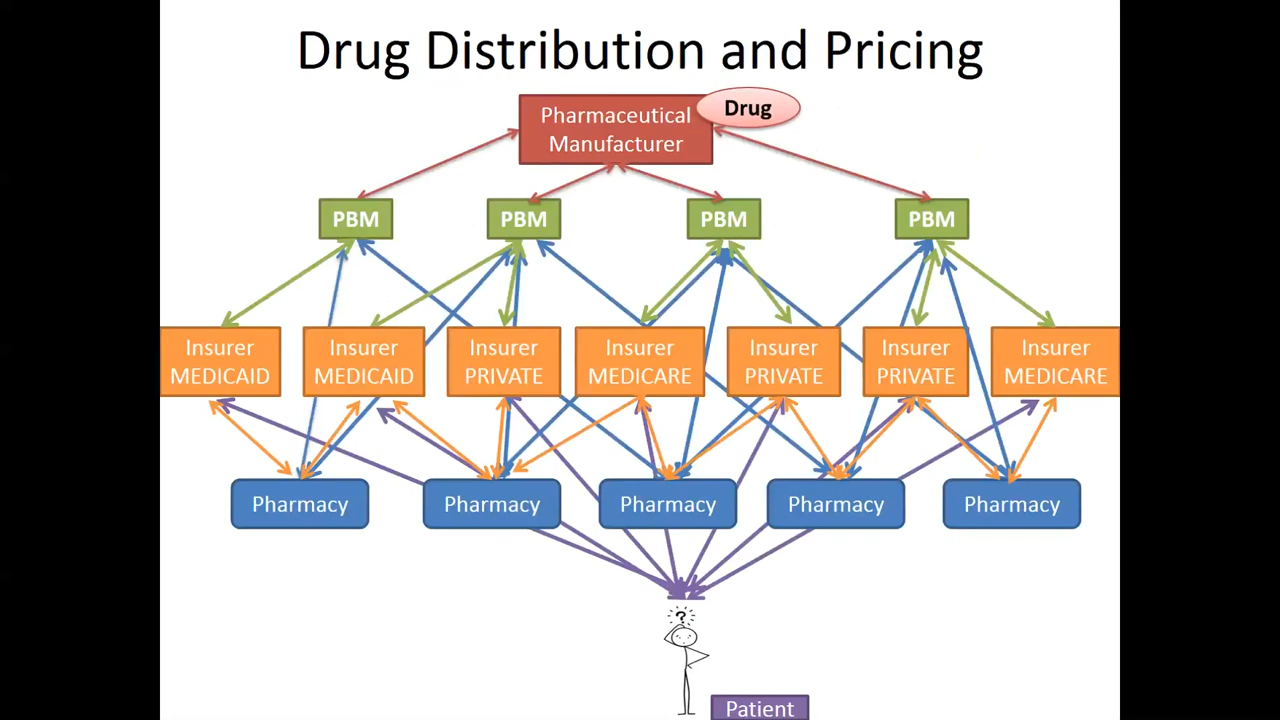 Drug Distribution and Pricing
Pharmaceutical
Manufacturer
Drug
PBM
PBM
PBM
PBM
Insurer
MEDICAID
Insurer
MEDICAID
Insurer
PRIVATE
Insurer
MEDICARE
Insurer
PRIVATE
Insurer
PRIVATE
Insurer
MEDICARE
Pharmacy
Pharmacy
Pharmacy
Pharmacy
Pharmacy
?
Patient